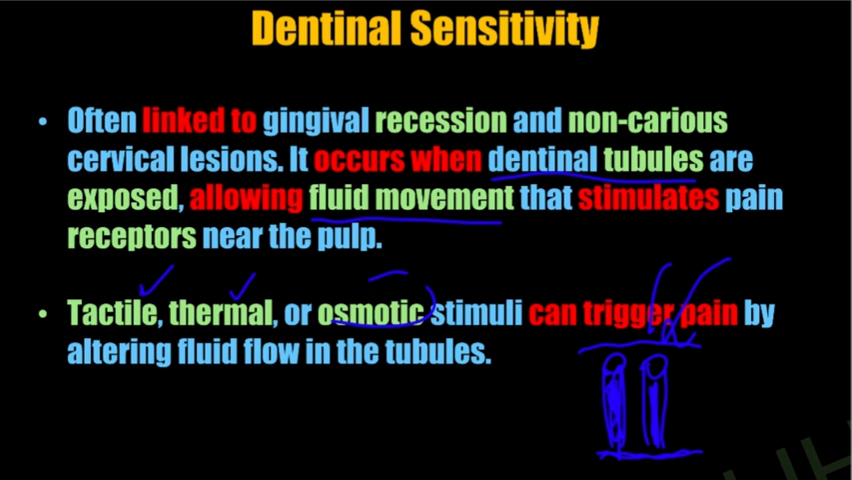 Dentinal Sensitivity
• Often linked to gingival recession and non-carious
cervical lesions. It occurs when dentinal tubules are
exposed, allowing fluid movement that stimulates pain
receptors near the pulp.
• Tactile, thermal, or osmotic stimuli can trigger pain by
altering fluid flow in the tubules.